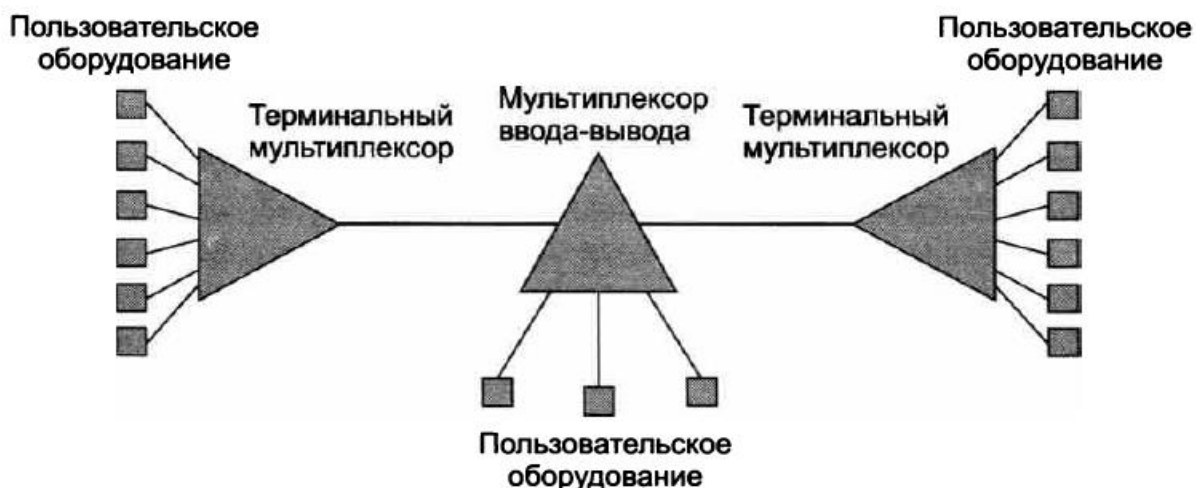 Пользовательское
оборудование
Терминальный
мультиплексор
Мультиплексор
ввода-вывода
Терминальный
мультиплексор
Пользовательское
оборудование
Пользовательское
оборудование